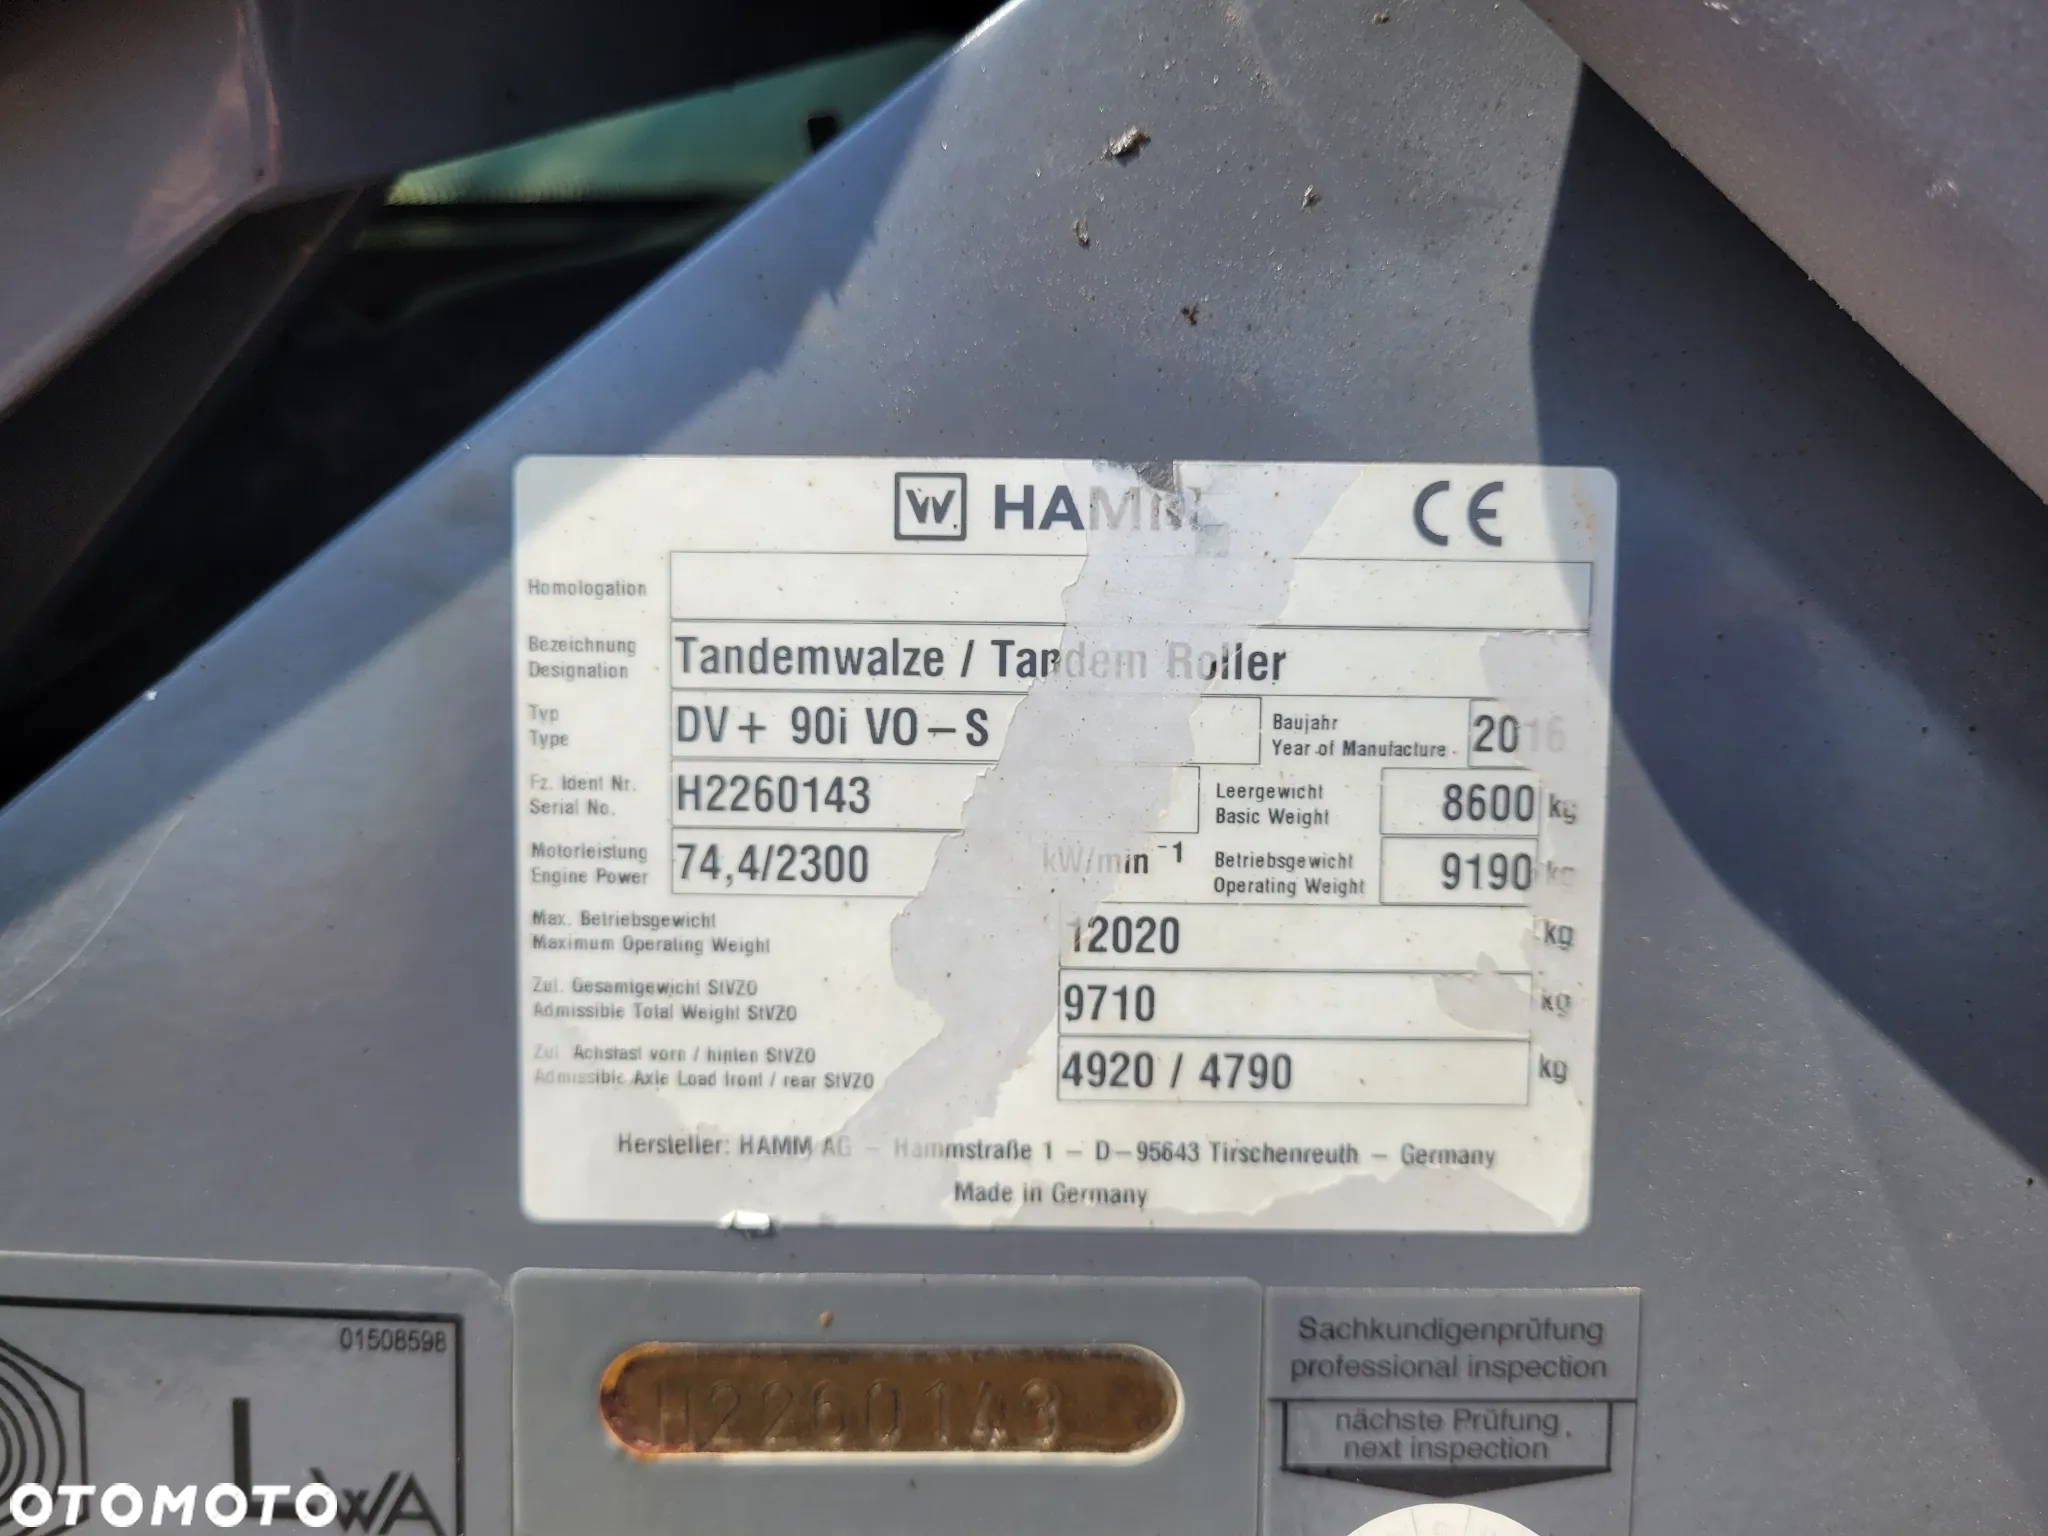 W HAMM CE
Homologation
Bezeichnung
Designation
Tandemwalze / Tandem Roller
Typ
Type
DV+ 90i VO-S
Baujahr
Year of Manufacture
2016
Fz. Ident Nr.
Serial No.
H2260143
Leergewicht
Basic Weight
8600 kg
Motorleistung
Engine Power
74,4/2300 kW/min⁻¹
Betriebsgewicht
Operating Weight
9190 kg
Max. Betriebsgewicht
Maximum Operating Weight
12020 kg
Zul. Gesamtgewicht StVZO
Admissible Total Weight StVZO
9710 kg
Zul. Achslast vorn / hinten StVZO
Admissible Axle Load front / rear StVZO
4920 / 4790 kg
Hersteller: HAMM AG - Hammstraße 1 - D-95643 Tirschenreuth - Germany
Made in Germany
01508598
LWA
H2260143
Sachkundigenprüfung
professional inspection
nächste Prüfung
next inspection
OTOMOTO